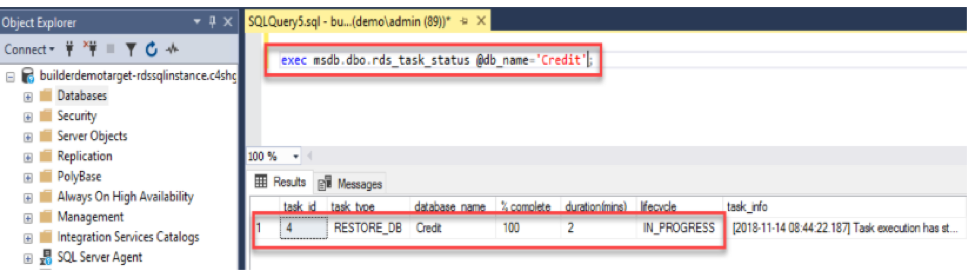 Object Explorer
Connect
builderdemotarget-rdssqlinstance.c4shg
Databases
Security
Server Objects
Replication
PolyBase
Always On High Availability
Management
Integration Services Catalogs
SQL Server Agent
SQLQuery5.sql - bu...(demo\admin (89))*
exec msdb.dbo.rds_task_status @db_name='Credit';
100 %
Results Messages
task_id task_type database_name % complete duration(mins) lifecycle task_info
1 4 RESTORE_DB Credit 100 2 IN_PROGRESS [2018-11-14 08:44:22.187] Task execution has st...